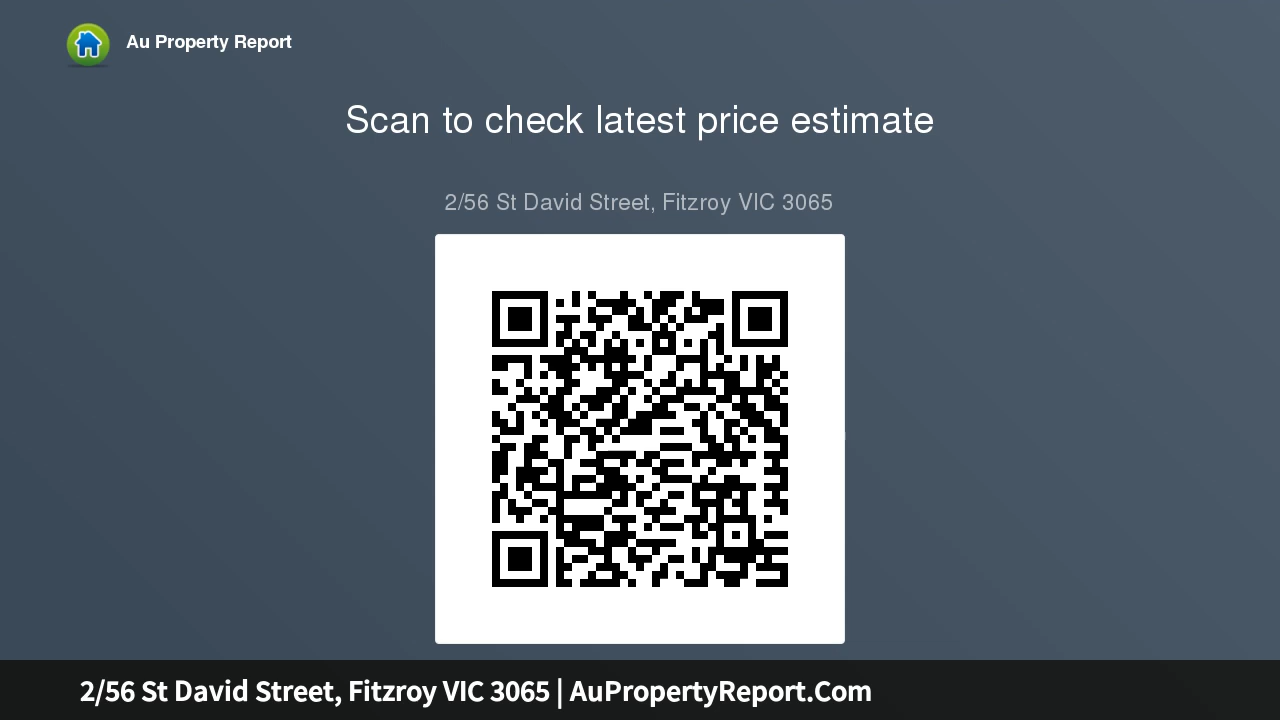 Au Property Report
Scan to check latest price estimate
2/56 St David Street, Fitzroy VIC 3065
2/56 St David Street, Fitzroy VIC 3065 | AuPropertyReport.Com